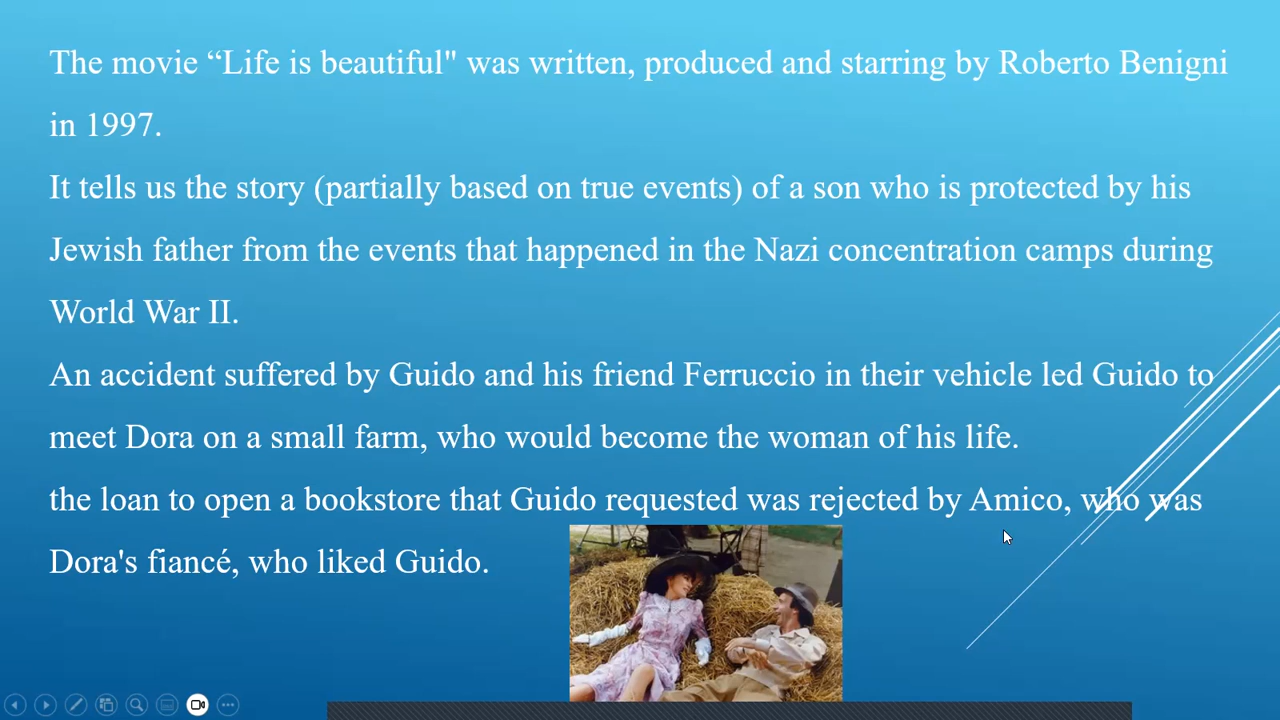 The movie “Life is beautiful" was written, produced and starring by Roberto Benigni
in 1997.
It tells us the story (partially based on true events) of a son who is protected by his
Jewish father from the events that happened in the Nazi concentration camps during
World War II.
An accident suffered by Guido and his friend Ferruccio in their vehicle led Guido to
meet Dora on a small farm, who would become the woman of his life.
the loan to open a bookstore that Guido requested was rejected by Amico, who was
Dora's fiancé, who liked Guido.